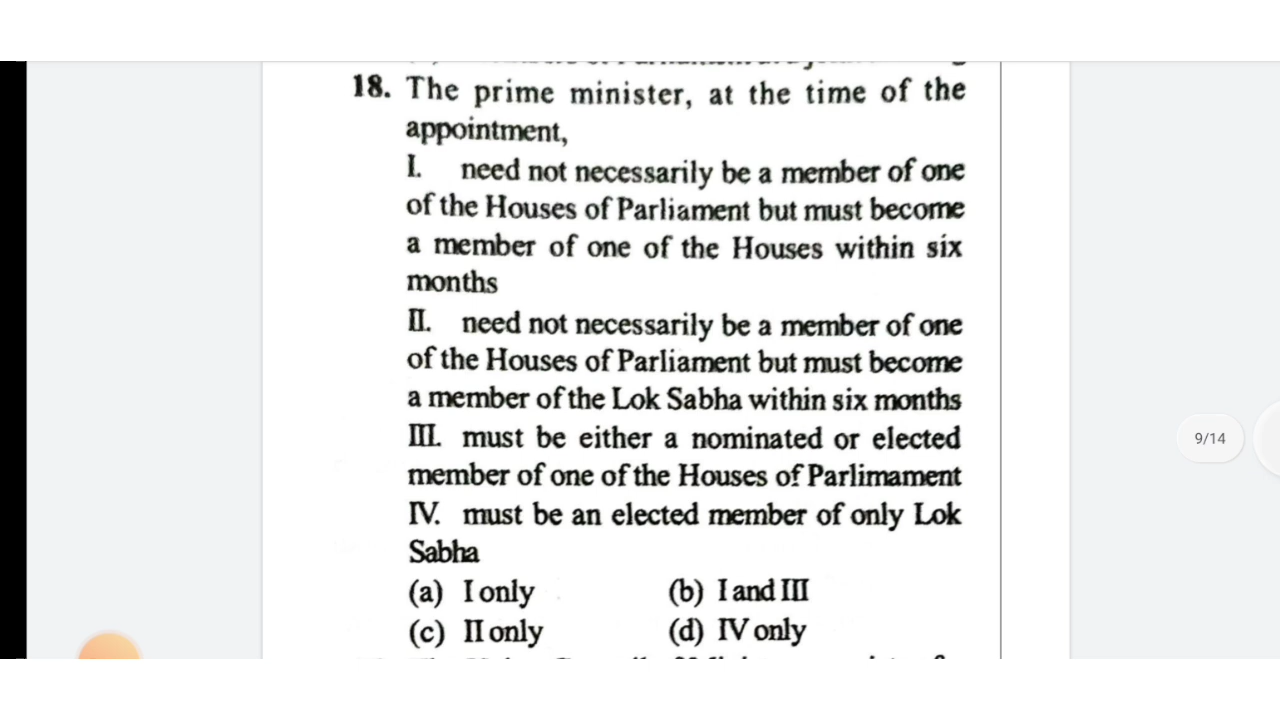 18. The prime minister, at the time of the
appointment,
I. need not necessarily be a member of one
of the Houses of Parliament but must become
a member of one of the Houses within six
months
II. need not necessarily be a member of one
of the Houses of Parliament but must become
a member of the Lok Sabha within six months
III. must be either a nominated or elected
member of one of the Houses of Parlimament
IV. must be an elected member of only Lok
Sabha
(a) I only (b) I and III
(c) II only (d) IV only
9/14